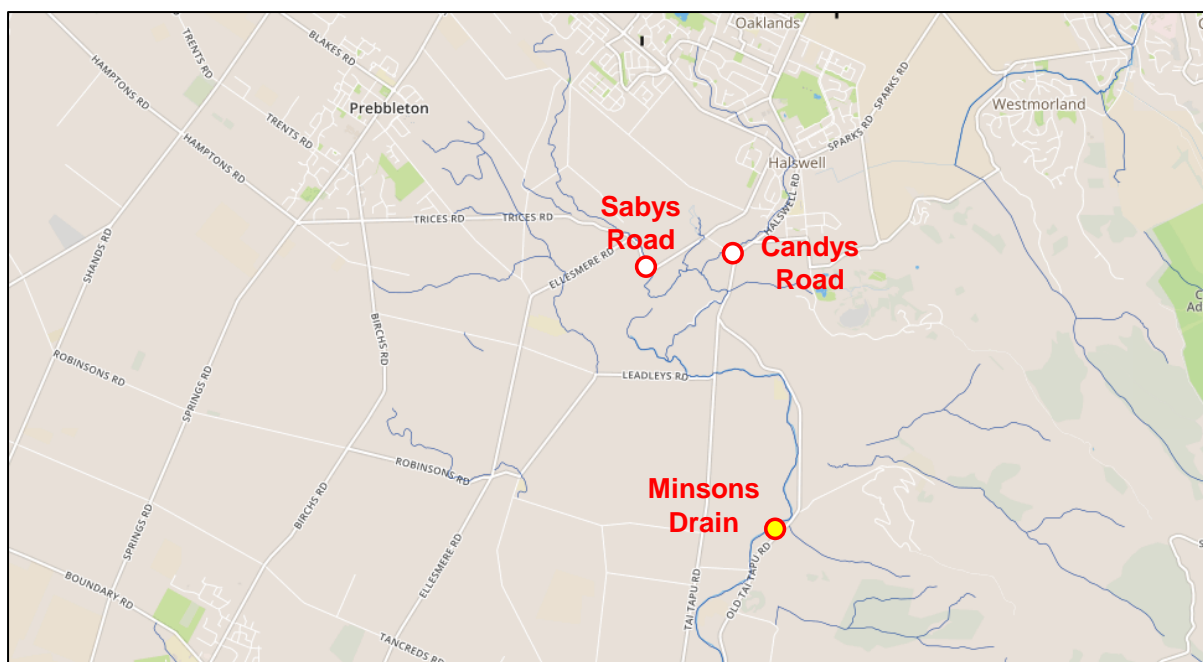 Oaklands
TRENTS RD
BLAKES RD
HAMPTONS RD
Prebbleton
TRENTS RD
SPARKS RD - SPARKS RD
Westmorland
HAMPTONS RD
Halswell
HALSWELL RD
TRICES RD
TRICES RD
Sabys
Road
Candys
Road
ELLESMERE RD
SHANDS RD
BIRCHS RD
ROBINSONS RD
SPRINGS RD
LEADLEYS RD
ROBINSONS RD
Minsons
Drain
BIRCHS RD
SPRINGS RD
ELLESMERE RD
TAI TAPU RD
OLD TAI TAPU RD
BOUNDARY RD
TANCREDS RD